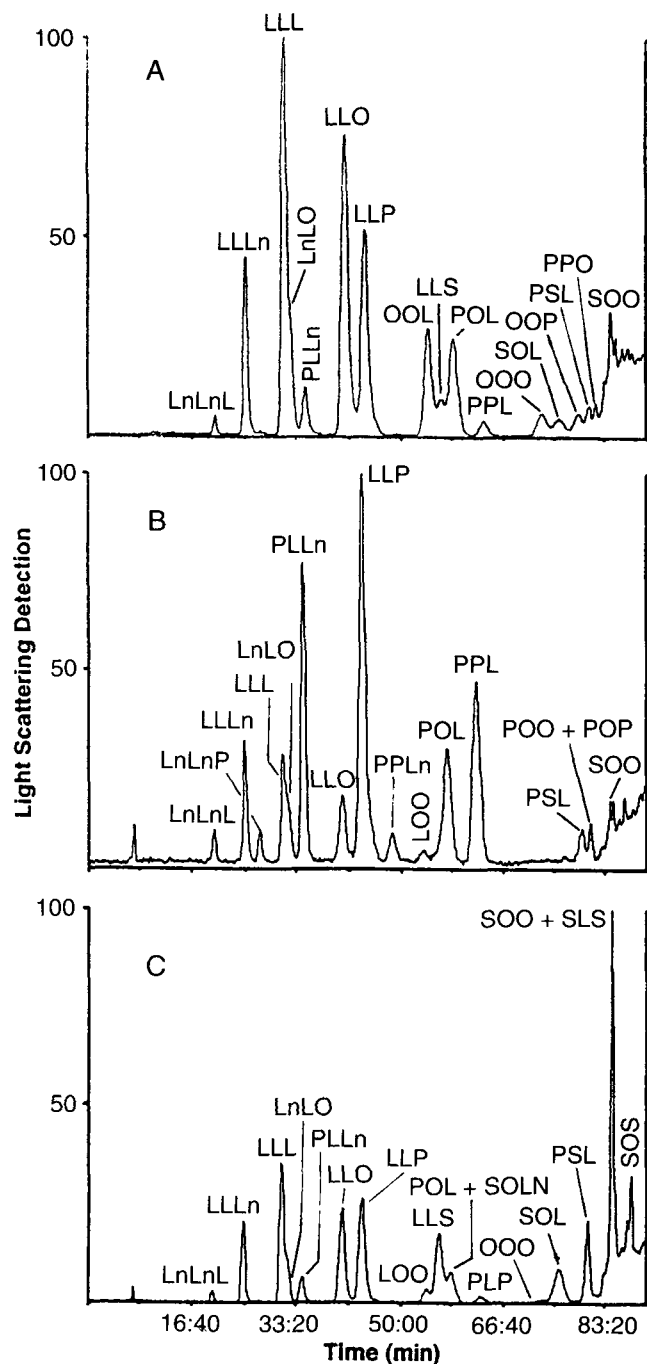 Light Scattering Detection
100
50
A
LnLnL
LLLn
LLL
LnLO
PLLn
LLO
LLP
OOL
LLS
POL
PPL
OOO
SOL
OOP
PSL
PPO
SOO
100
50
B
LnLnL
LnLnP
LLLn
LLL
LnLO
PLLn
LLO
LLP
PPLn
LOO
POL
PPL
PSL
POO + POP
SOO
100
50
C
LnLnL
LLLn
LLL
LnLO
PLLn
LLO
LLP
LOO
LLS
POL + SOLN
PLP
OOO
SOL
PSL
SOO + SLS
SOS
16:40
33:20
50:00
66:40
83:20
Time (min)